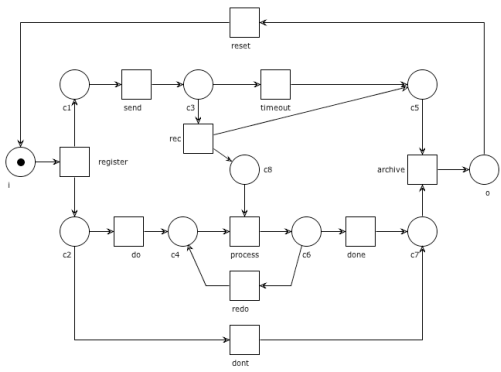 reset
c1
send
c3
timeout
c5
rec
register
c8
archive
i
o
c2
do
c4
process
c6
done
c7
redo
dont